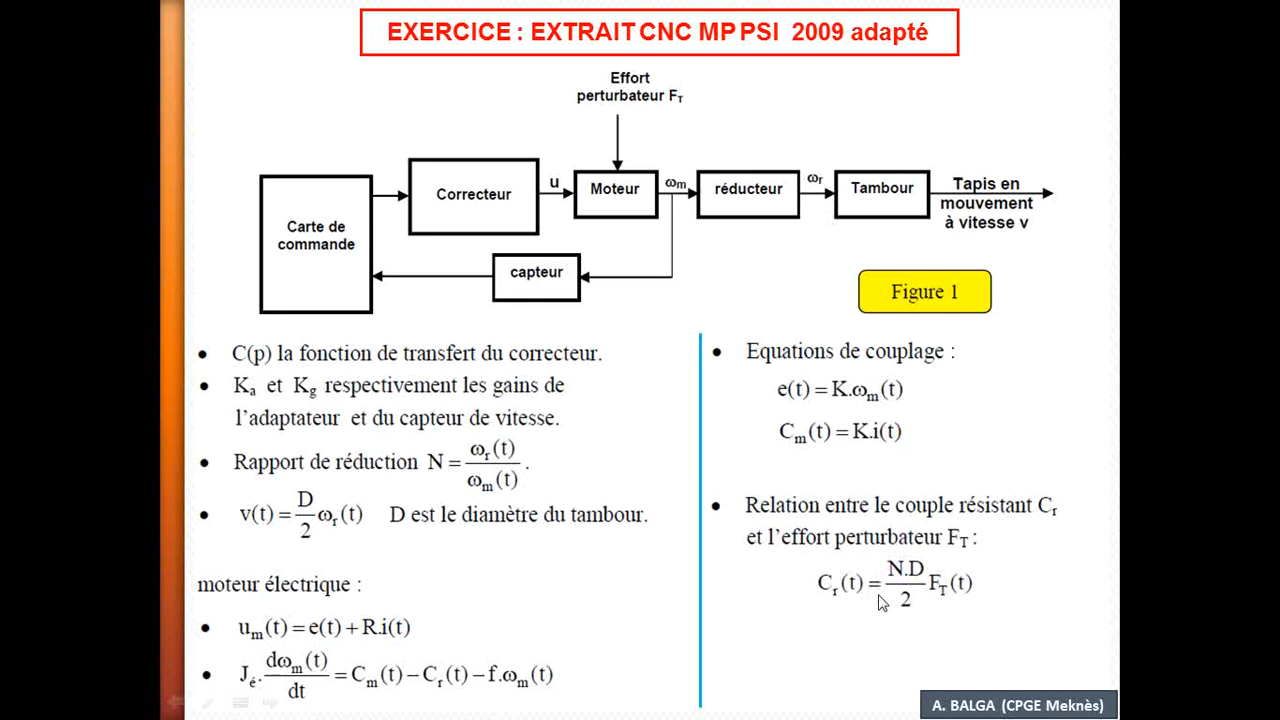 EXERCICE : EXTRAIT CNC MP PSI 2009 adapté
Effort
perturbateur F_T
Carte de
commande
Correcteur
u
Moteur
ω_m
réducteur
ω_r
Tambour
Tapis en
mouvement
à vitesse v
capteur
Figure 1
• C(p) la fonction de transfert du correcteur.
• K_a et K_g respectivement les gains de
l'adaptateur et du capteur de vitesse.
• Rapport de réduction N = ω_r(t) / ω_m(t) .
• v(t) = D/2 ω_r(t) D est le diamètre du tambour.
moteur électrique :
• u_m(t) = e(t) + R.i(t)
• J_é. dω_m(t)/dt = C_m(t) − C_r(t) − f.ω_m(t)
• Equations de couplage :
e(t) = K.ω_m(t)
C_m(t) = K.i(t)
• Relation entre le couple résistant C_r
et l'effort perturbateur F_T :
C_r(t) = N.D/2 F_T(t)
A. BALGA (CPGE Meknès)